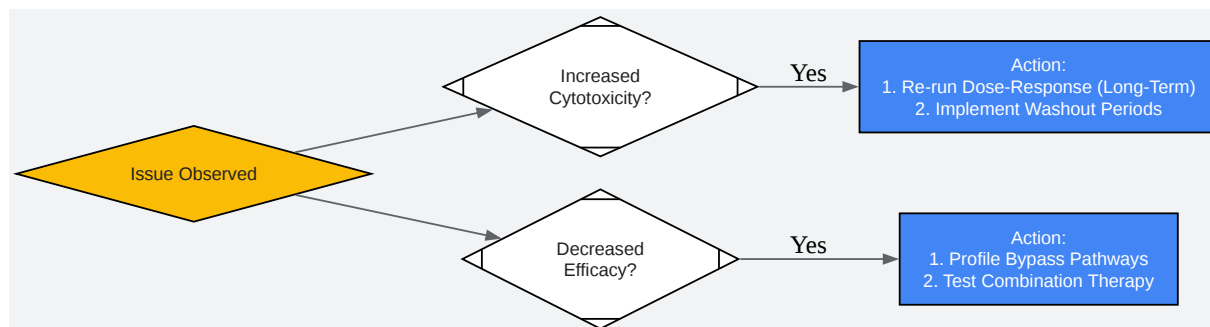 Issue Observed
Increased
Cytotoxicity?
Yes
Action:
1. Re-run Dose-Response (Long-Term)
2. Implement Washout Periods
Decreased
Efficacy?
Yes
Action:
1. Profile Bypass Pathways
2. Test Combination Therapy